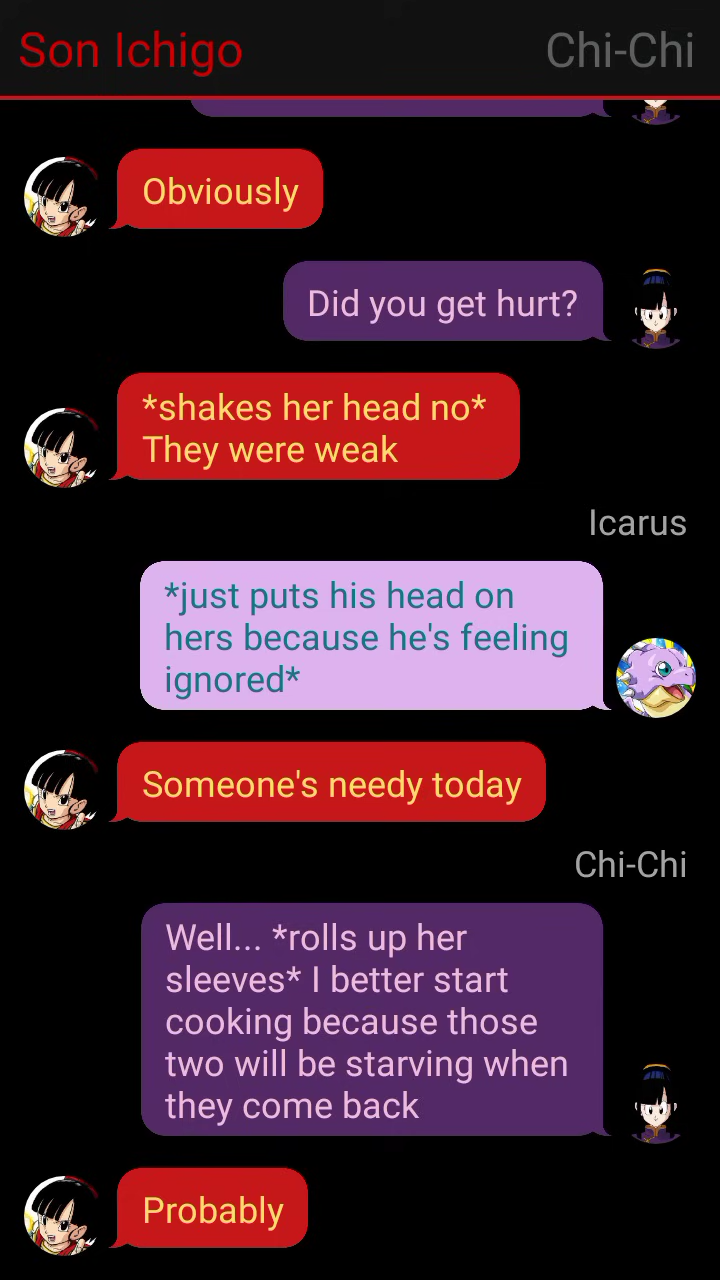 Son Ichigo
Chi-Chi
Obviously
Did you get hurt?
*shakes her head no*
They were weak
Icarus
*just puts his head on
hers because he's feeling
ignored*
Someone's needy today
Chi-Chi
Well... *rolls up her
sleeves* I better start
cooking because those
two will be starving when
they come back
Probably